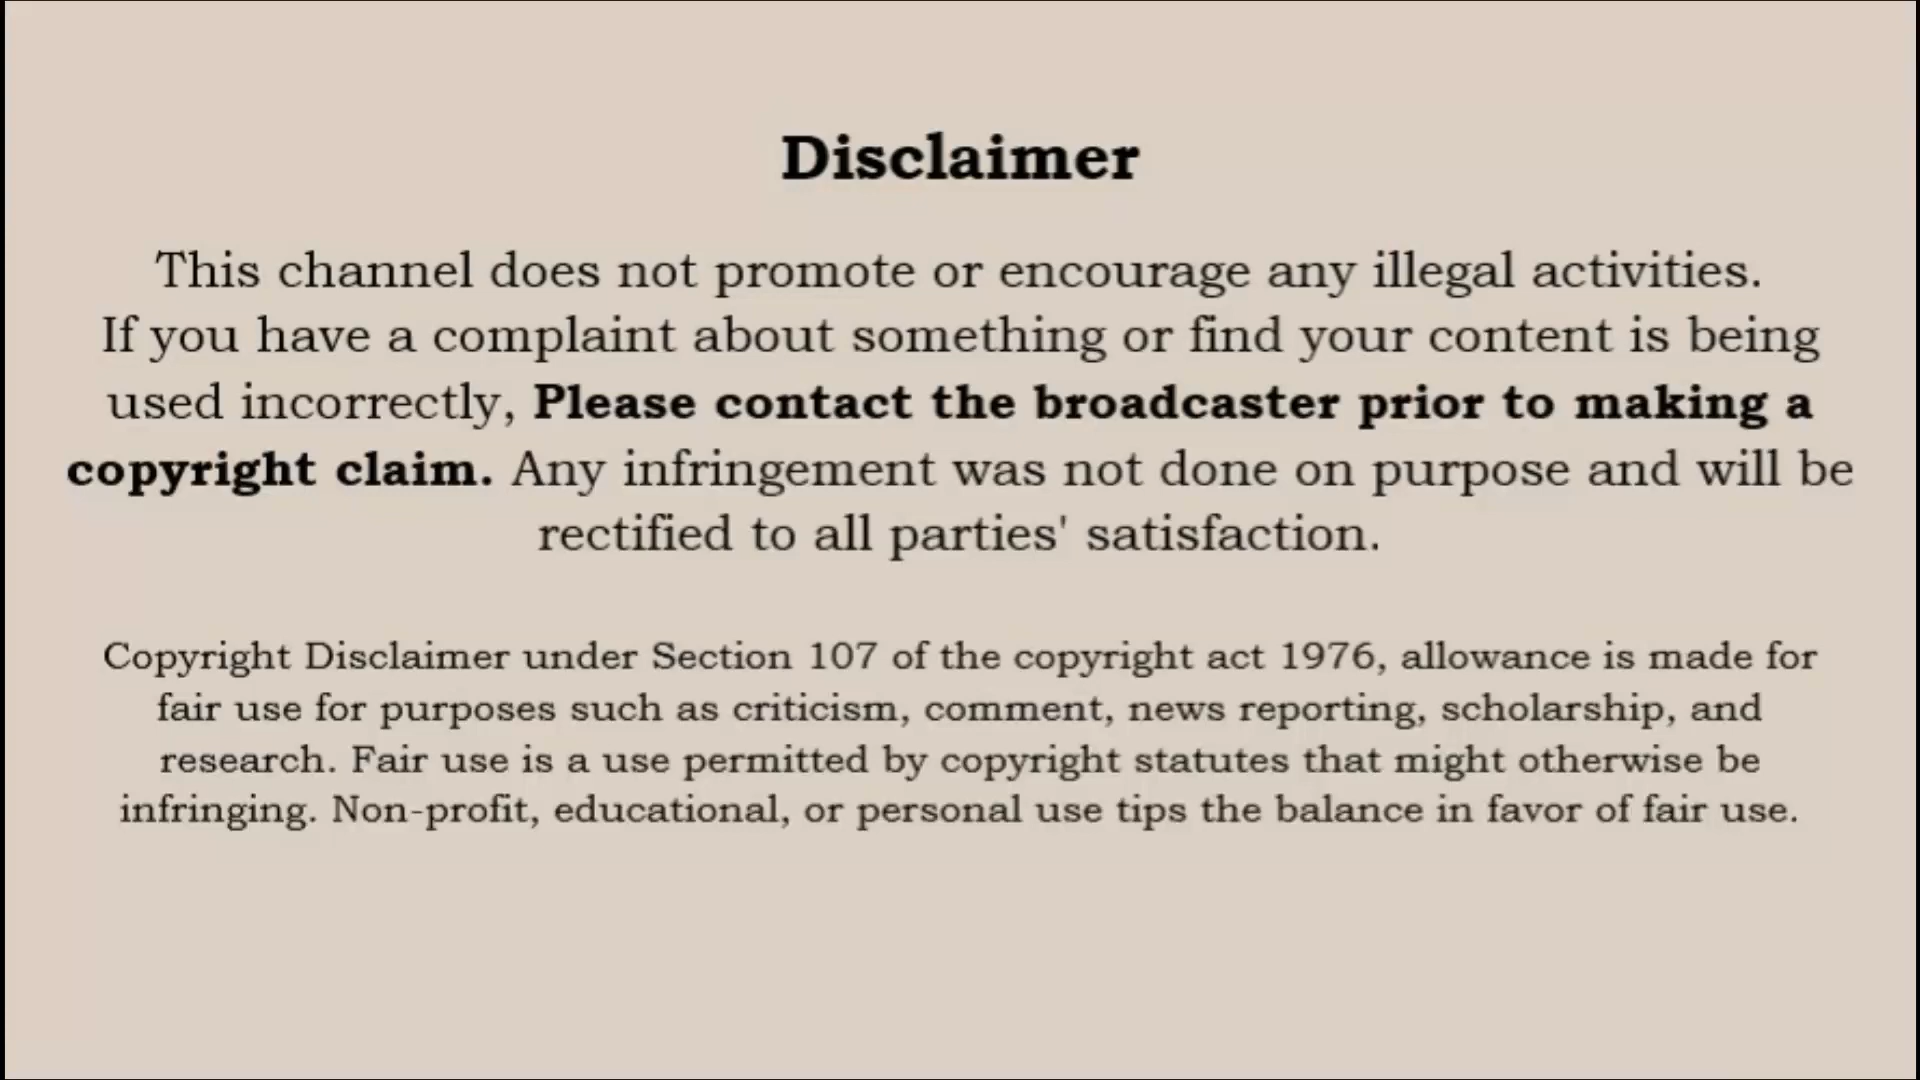 Disclaimer
This channel does not promote or encourage any illegal activities.
If you have a complaint about something or find your content is being
used incorrectly, Please contact the broadcaster prior to making a
copyright claim. Any infringement was not done on purpose and will be
rectified to all parties' satisfaction.
Copyright Disclaimer under Section 107 of the copyright act 1976, allowance is made for
fair use for purposes such as criticism, comment, news reporting, scholarship, and
research. Fair use is a use permitted by copyright statutes that might otherwise be
infringing. Non-profit, educational, or personal use tips the balance in favor of fair use.